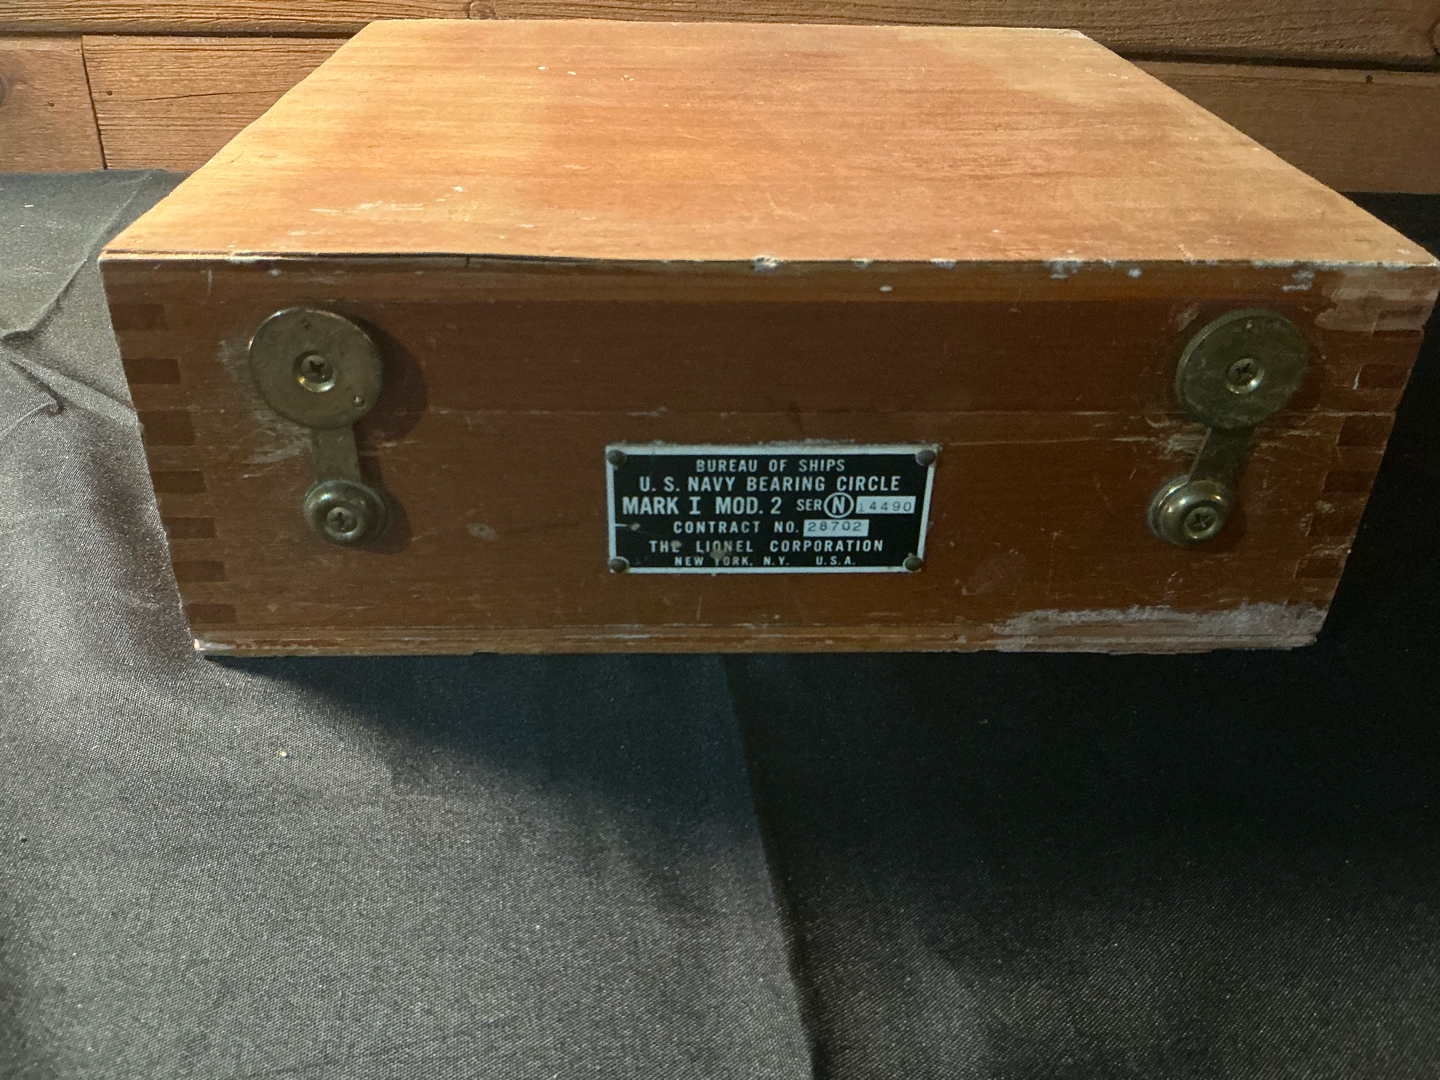 BUREAU OF SHIPS
U. S. NAVY BEARING CIRCLE
MARK I MOD. 2 SER N 14490
CONTRACT NO. 28702
THE LIONEL CORPORATION
NEW YORK, N.Y. U.S.A.